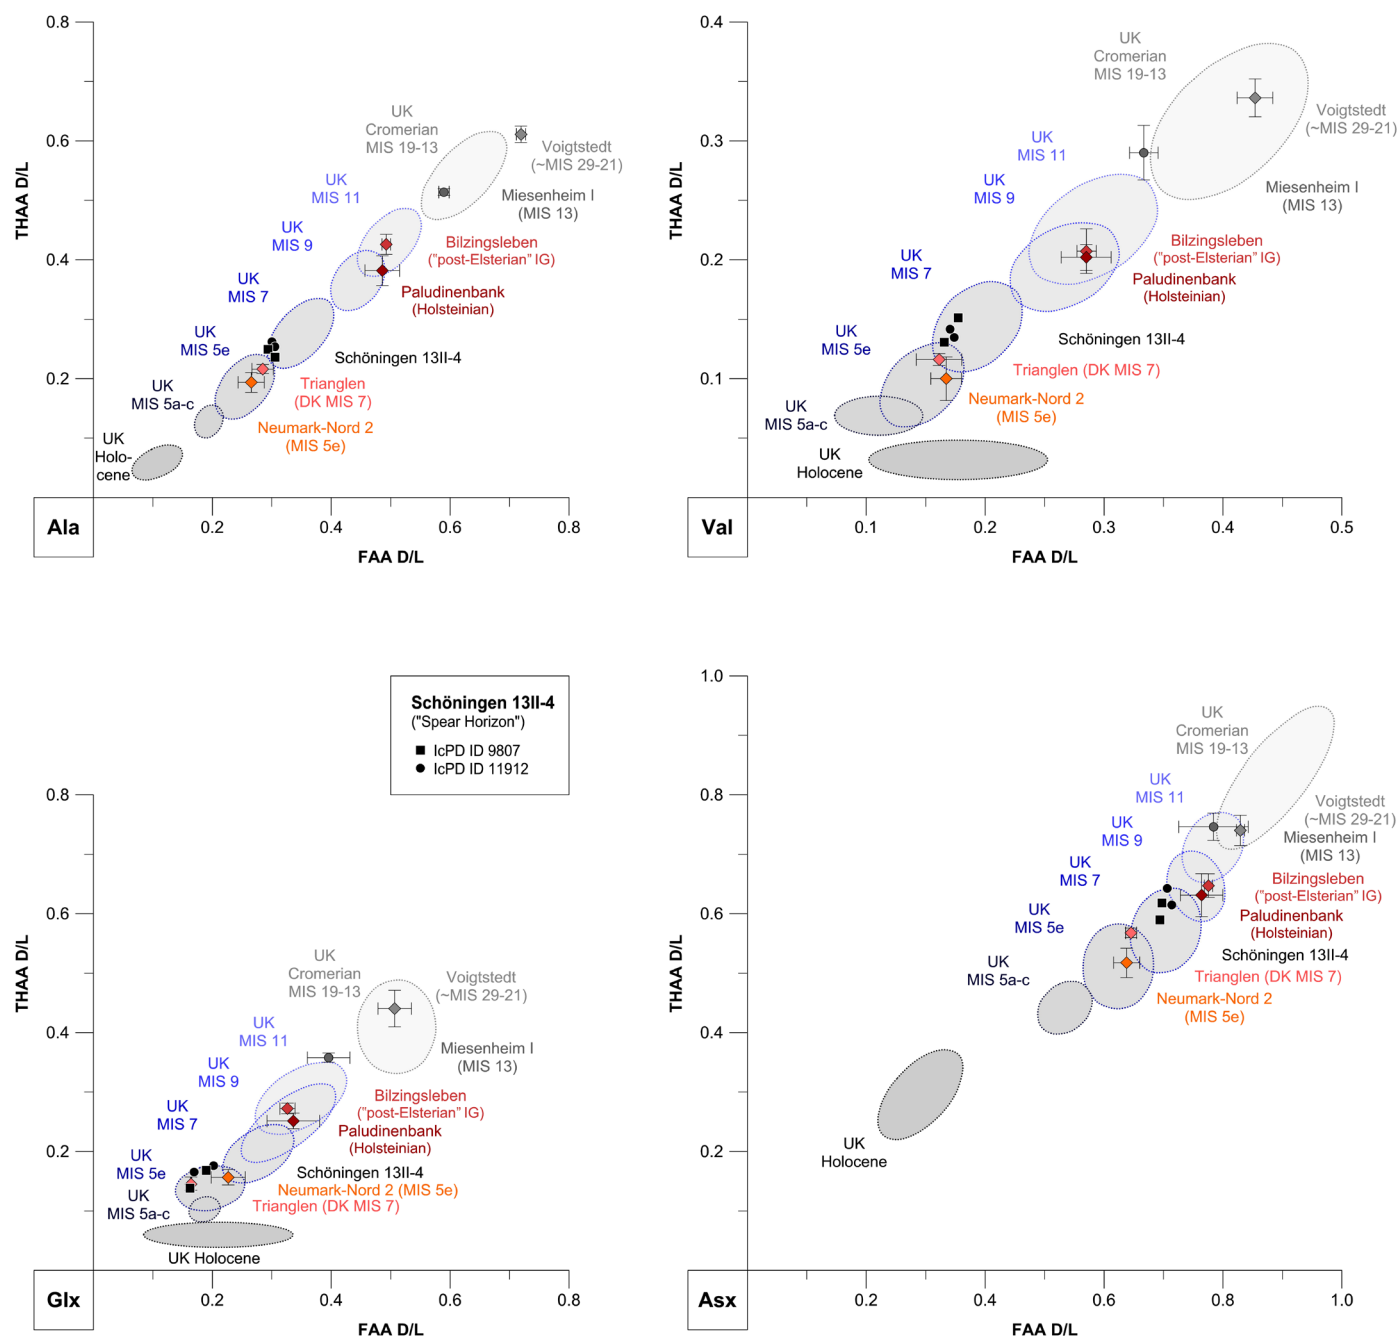 0.8
0.6
0.4
0.2
THAA D/L
UK
Cromerian
MIS 19-13
Voigtstedt
(~MIS 29-21)
UK
MIS 11
Miesenheim I
(MIS 13)
UK
MIS 9
Bilzingsleben
("post-Elsterian" IG)
UK
MIS 7
Paludinenbank
(Holsteinian)
UK
MIS 5e
Schöningen 13II-4
UK
MIS 5a-c
Trianglen
(DK MIS 7)
Neumark-Nord 2
(MIS 5e)
UK
Holo-
cene
Ala
0.2
0.4
0.6
0.8
FAA D/L
0.4
0.3
0.2
0.1
THAA D/L
UK
Cromerian
MIS 19-13
Voigtstedt
(~MIS 29-21)
UK
MIS 11
UK
MIS 9
Miesenheim I
(MIS 13)
Bilzingsleben
("post-Elsterian" IG)
UK
MIS 7
Paludinenbank
(Holsteinian)
UK
MIS 5e
Schöningen 13II-4
Trianglen (DK MIS 7)
UK
MIS 5a-c
Neumark-Nord 2
(MIS 5e)
UK
Holocene
Val
0.1
0.2
0.3
0.4
0.5
FAA D/L
Schöningen 13II-4
("Spear Horizon")
IcPD ID 9807
IcPD ID 11912
0.8
0.6
0.4
0.2
THAA D/L
UK
Cromerian
MIS 19-13
Voigtstedt
(~MIS 29-21)
UK
MIS 11
Miesenheim I
(MIS 13)
UK
MIS 9
Bilzingsleben
("post-Elsterian" IG)
UK
MIS 7
Paludinenbank
(Holsteinian)
UK
MIS 5e
Schöningen 13II-4
Neumark-Nord 2 (MIS 5e)
UK
MIS 5a-c
Trianglen (DK MIS 7)
UK Holocene
Glx
0.2
0.4
0.6
0.8
FAA D/L
1.0
0.8
0.6
0.4
0.2
THAA D/L
UK
Cromerian
MIS 19-13
UK
MIS 11
Voigtstedt
(~MIS 29-21)
UK
MIS 9
Miesenheim I
(MIS 13)
UK
MIS 7
Bilzingsleben
("post-Elsterian" IG)
UK
MIS 5e
Paludinenbank
(Holsteinian)
Schöningen 13II-4
UK
MIS 5a-c
Trianglen (DK MIS 7)
Neumark-Nord 2
(MIS 5e)
UK
Holocene
Asx
0.2
0.4
0.6
0.8
1.0
FAA D/L